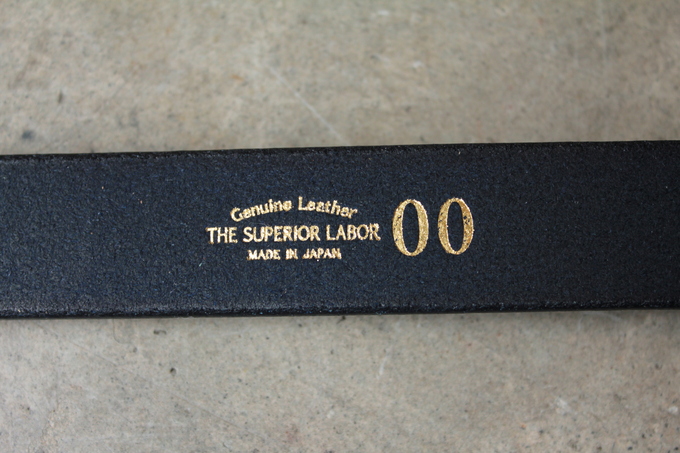 Genuine Leather
THE SUPERIOR LABOR
MADE IN JAPAN
00